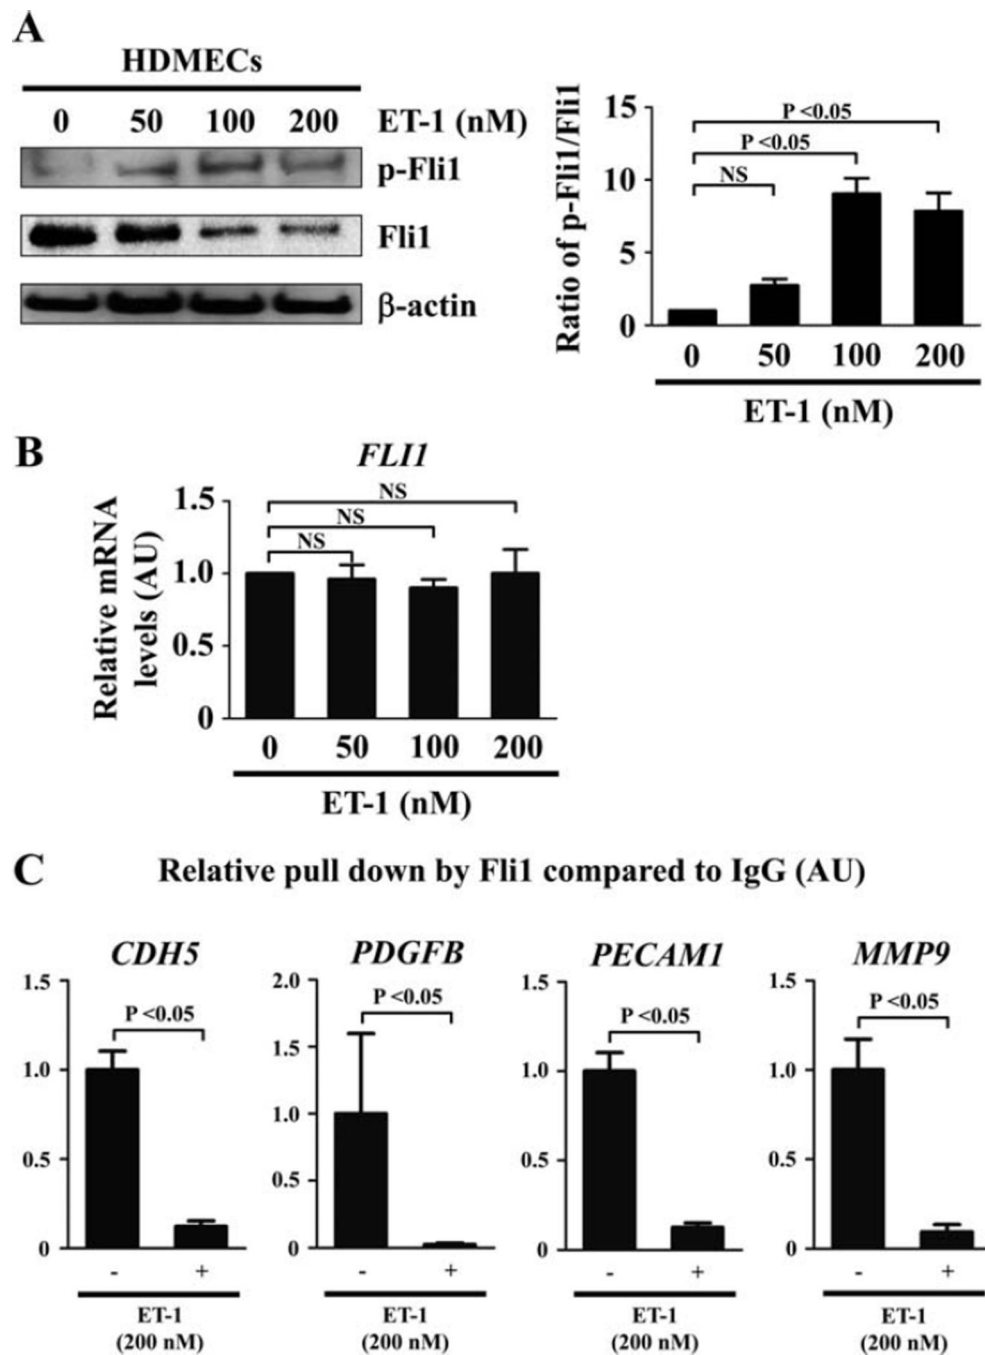 A
HDMECs
0 50 100 200 ET-1 (nM)
p-Fli1
Fli1
β-actin
Ratio of p-Fli1/Fli1
15
10
5
0
P <0.05
P <0.05
NS
0 50 100 200
ET-1 (nM)
B
FLI1
Relative mRNA
levels (AU)
1.5
1.0
0.5
0
NS
NS
NS
0 50 100 200
ET-1 (nM)
C
Relative pull down by Fli1 compared to IgG (AU)
CDH5
1.5
1.0
0.5
0
P <0.05
- +
ET-1
(200 nM)
PDGFB
2.0
1.5
1.0
0.5
0
P <0.05
- +
ET-1
(200 nM)
PECAM1
1.5
1.0
0.5
0
P <0.05
- +
ET-1
(200 nM)
MMP9
1.5
1.0
0.5
0
P <0.05
- +
ET-1
(200 nM)